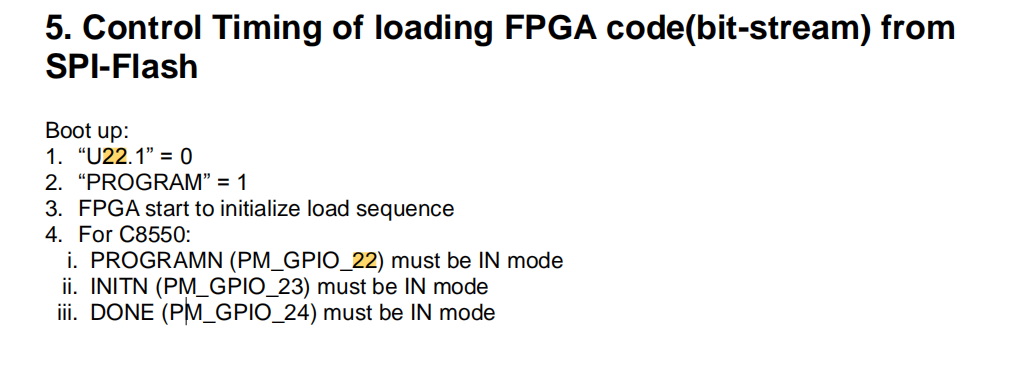 5. Control Timing of loading FPGA code(bit-stream) from
SPI-Flash
Boot up:
1. “U22.1” = 0
2. “PROGRAM” = 1
3. FPGA start to initialize load sequence
4. For C8550:
i. PROGRAMN (PM_GPIO_22) must be IN mode
ii. INITN (PM_GPIO_23) must be IN mode
iii. DONE (PM_GPIO_24) must be IN mode